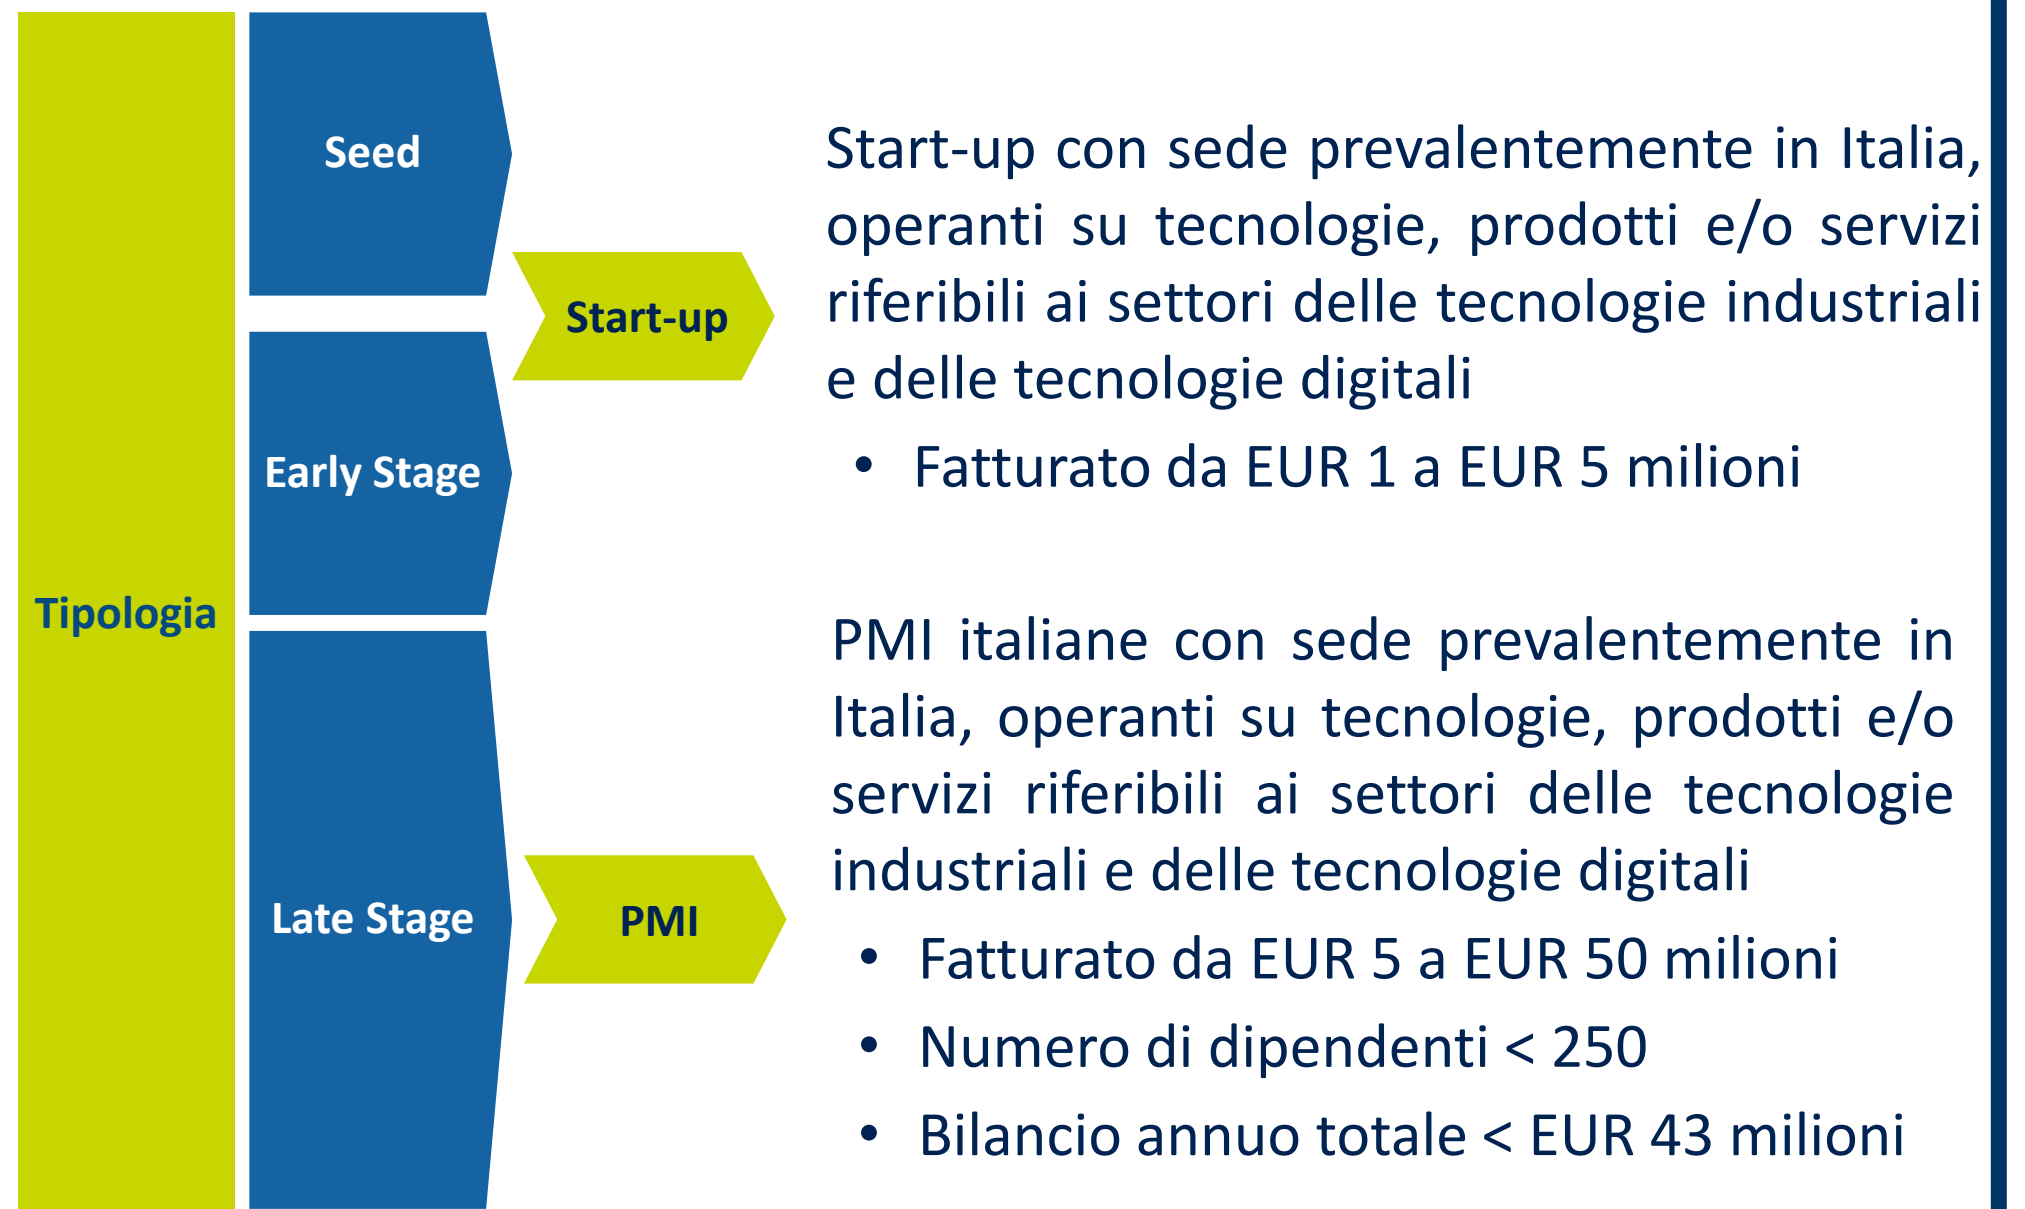 Tipologia
Seed
Early Stage
Late Stage
Start-up
Start-up con sede prevalentemente in Italia,
operanti su tecnologie, prodotti e/o servizi
riferibili ai settori delle tecnologie industriali
e delle tecnologie digitali
• Fatturato da EUR 1 a EUR 5 milioni
PMI
PMI italiane con sede prevalentemente in
Italia, operanti su tecnologie, prodotti e/o
servizi riferibili ai settori delle tecnologie
industriali e delle tecnologie digitali
• Fatturato da EUR 5 a EUR 50 milioni
• Numero di dipendenti < 250
• Bilancio annuo totale < EUR 43 milioni